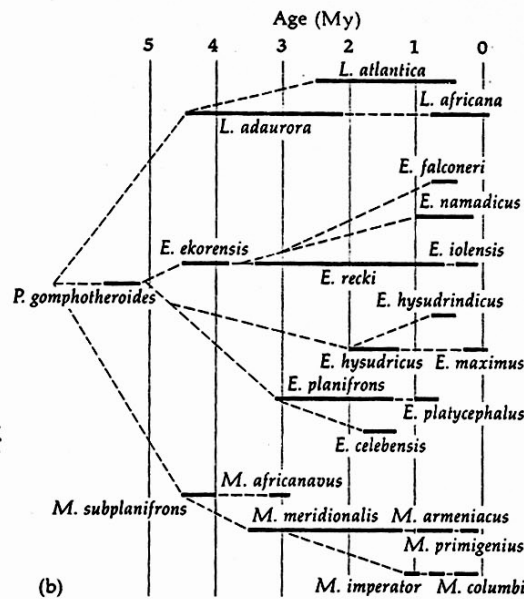 Age (My)
5 4 3 2 1 0
L. atlantica
L. africana
L. adaurora
E. falconeri
E. namadicus
E. ekorensis
E. iolensis
E. recki
P. gomphotheroides
E. hysudrindicus
E. hysudricus
E. maximus
E. planifrons
E. platycephalus
E. celebensis
M. africanavus
M. subplanifrons
M. meridionalis
M. armeniacus
M. primigenius
(b)
M. imperator
M. columbi